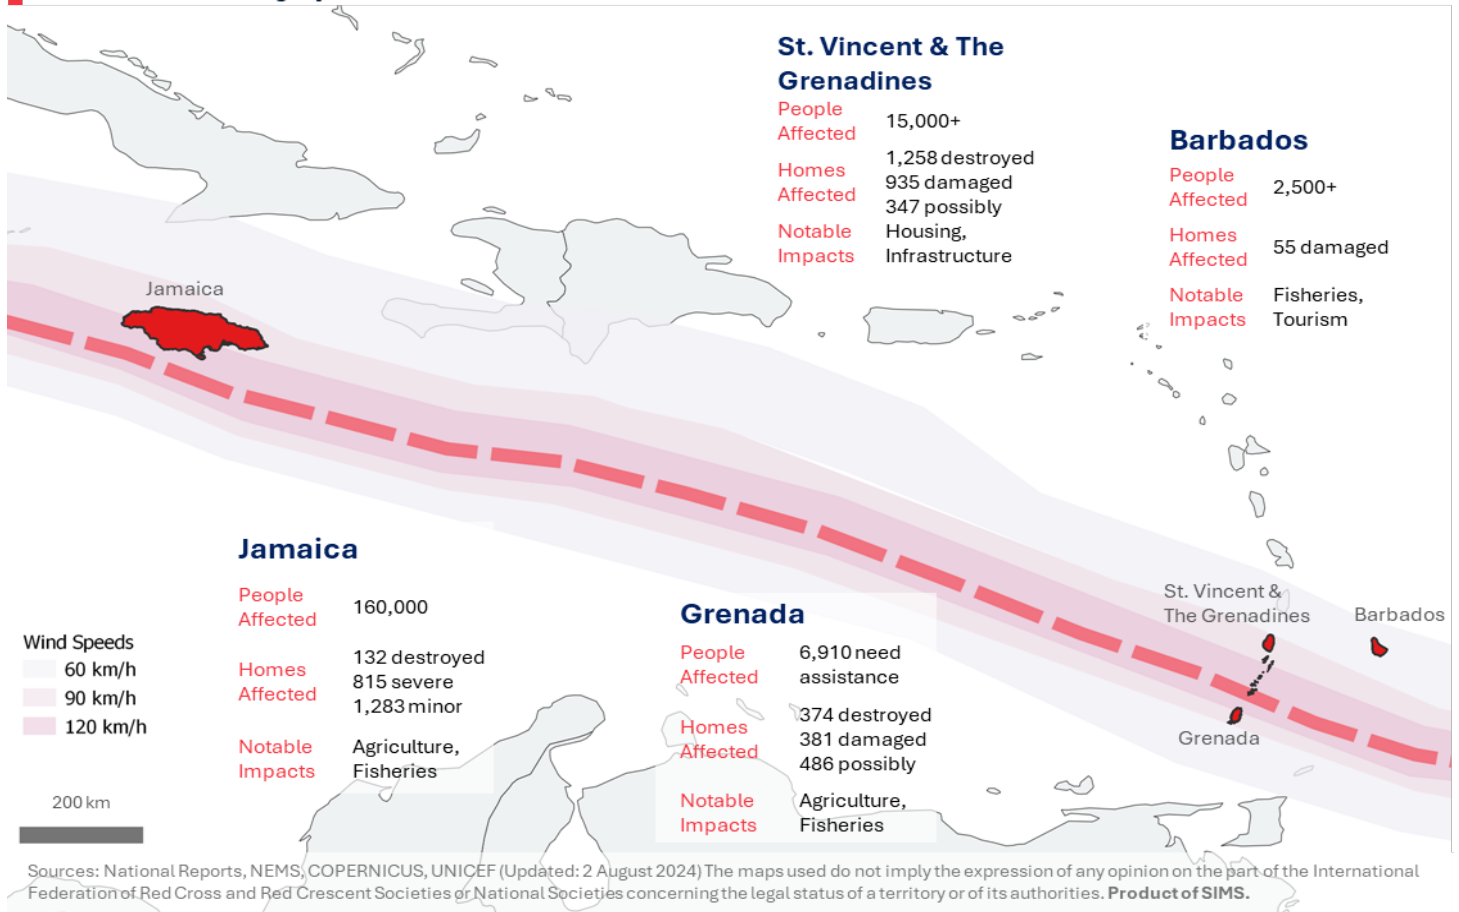 St. Vincent & The
Grenadines
People
Affected
15,000+
Homes
Affected
1,258 destroyed
935 damaged
347 possibly
Notable
Impacts
Housing,
Infrastructure
Barbados
People
Affected
2,500+
Homes
Affected
55 damaged
Notable
Impacts
Fisheries,
Tourism
Jamaica
Jamaica
People
Affected
160,000
Homes
Affected
132 destroyed
815 severe
1,283 minor
Notable
Impacts
Agriculture,
Fisheries
Grenada
People
Affected
6,910 need
assistance
Homes
Affected
374 destroyed
381 damaged
486 possibly
Notable
Impacts
Agriculture,
Fisheries
St. Vincent &
The Grenadines
Barbados
Grenada
Wind Speeds
60 km/h
90 km/h
120 km/h
200 km
Sources: National Reports, NEMS, COPERNICUS, UNICEF (Updated: 2 August 2024) The maps used do not imply the expression of any opinion on the part of the International
Federation of Red Cross and Red Crescent Societies or National Societies concerning the legal status of a territory or of its authorities. Product of SIMS.